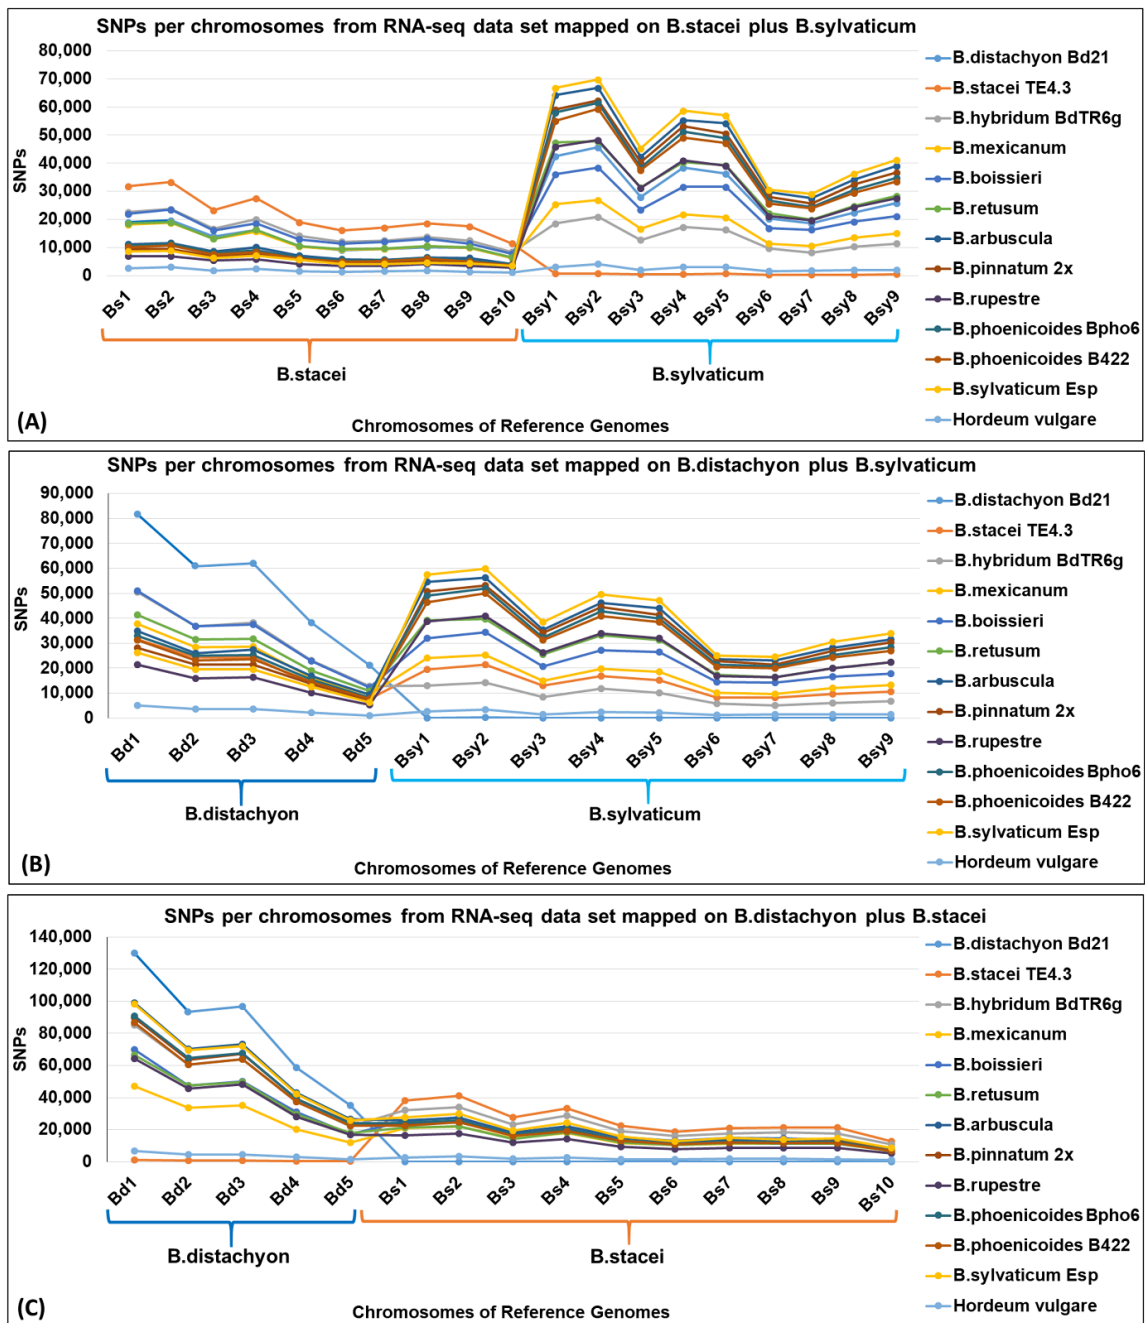 SNPs per chromosomes from RNA-seq data set mapped on B.stacei plus B.sylvaticum
80,000
70,000
60,000
50,000
40,000
30,000
20,000
10,000
0
SNPs
Bs1 Bs2 Bs3 Bs4 Bs5 Bs6 Bs7 Bs8 Bs9 Bs10 Bsy1 Bsy2 Bsy3 Bsy4 Bsy5 Bsy6 Bsy7 Bsy8 Bsy9
B.stacei B.sylvaticum
(A) Chromosomes of Reference Genomes
B.distachyon Bd21
B.stacei TE4.3
B.hybridum BdTR6g
B.mexicanum
B.boissieri
B.retusum
B.arbuscula
B.pinnatum 2x
B.rupestre
B.phoenicoides Bpho6
B.phoenicoides B422
B.sylvaticum Esp
Hordeum vulgare
SNPs per chromosomes from RNA-seq data set mapped on B.distachyon plus B.sylvaticum
90,000
80,000
70,000
60,000
50,000
40,000
30,000
20,000
10,000
0
SNPs
Bd1 Bd2 Bd3 Bd4 Bd5 Bsy1 Bsy2 Bsy3 Bsy4 Bsy5 Bsy6 Bsy7 Bsy8 Bsy9
B.distachyon B.sylvaticum
(B) Chromosomes of Reference Genomes
B.distachyon Bd21
B.stacei TE4.3
B.hybridum BdTR6g
B.mexicanum
B.boissieri
B.retusum
B.arbuscula
B.pinnatum 2x
B.rupestre
B.phoenicoides Bpho6
B.phoenicoides B422
B.sylvaticum Esp
Hordeum vulgare
SNPs per chromosomes from RNA-seq data set mapped on B.distachyon plus B.stacei
140,000
120,000
100,000
80,000
60,000
40,000
20,000
0
SNPs
Bd1 Bd2 Bd3 Bd4 Bd5 Bs1 Bs2 Bs3 Bs4 Bs5 Bs6 Bs7 Bs8 Bs9 Bs10
B.distachyon B.stacei
(C) Chromosomes of Reference Genomes
B.distachyon Bd21
B.stacei TE4.3
B.hybridum BdTR6g
B.mexicanum
B.boissieri
B.retusum
B.arbuscula
B.pinnatum 2x
B.rupestre
B.phoenicoides Bpho6
B.phoenicoides B422
B.sylvaticum Esp
Hordeum vulgare